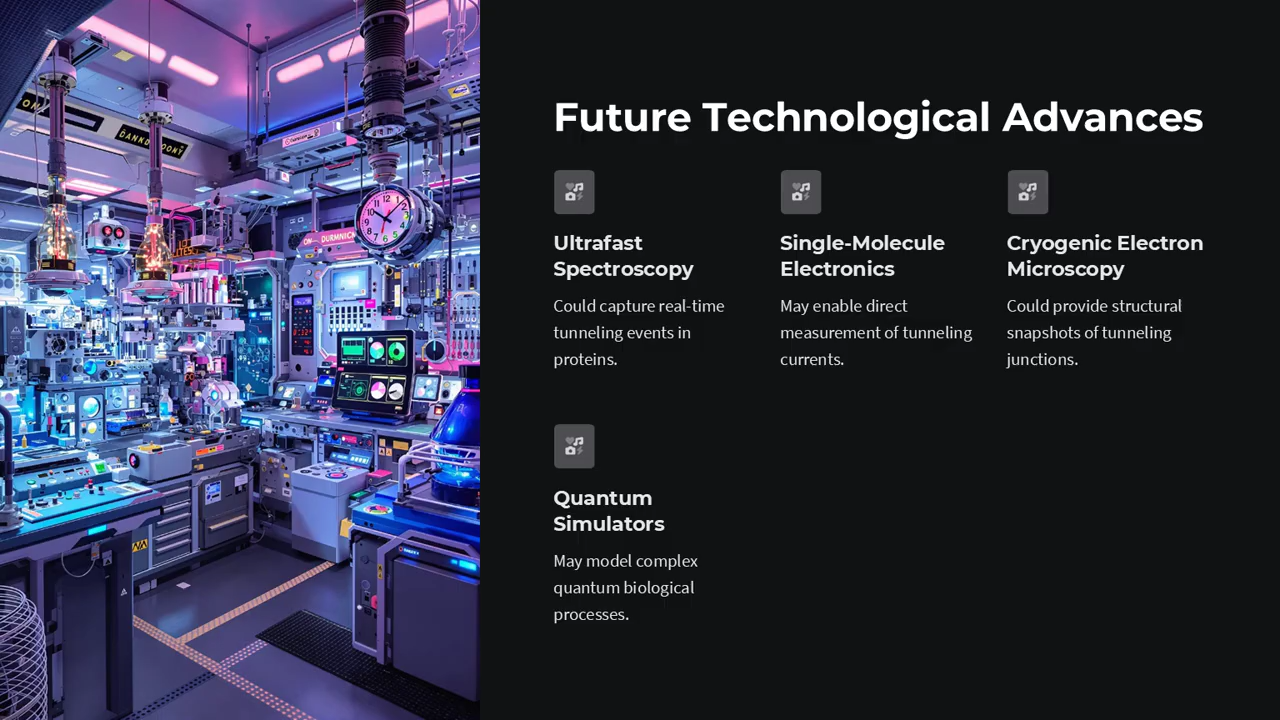 Future Technological Advances
Ultrafast
Spectroscopy
Could capture real-time
tunneling events in
proteins.
Single-Molecule
Electronics
May enable direct
measurement of tunneling
currents.
Cryogenic Electron
Microscopy
Could provide structural
snapshots of tunneling
junctions.
Quantum
Simulators
May model complex
quantum biological
processes.